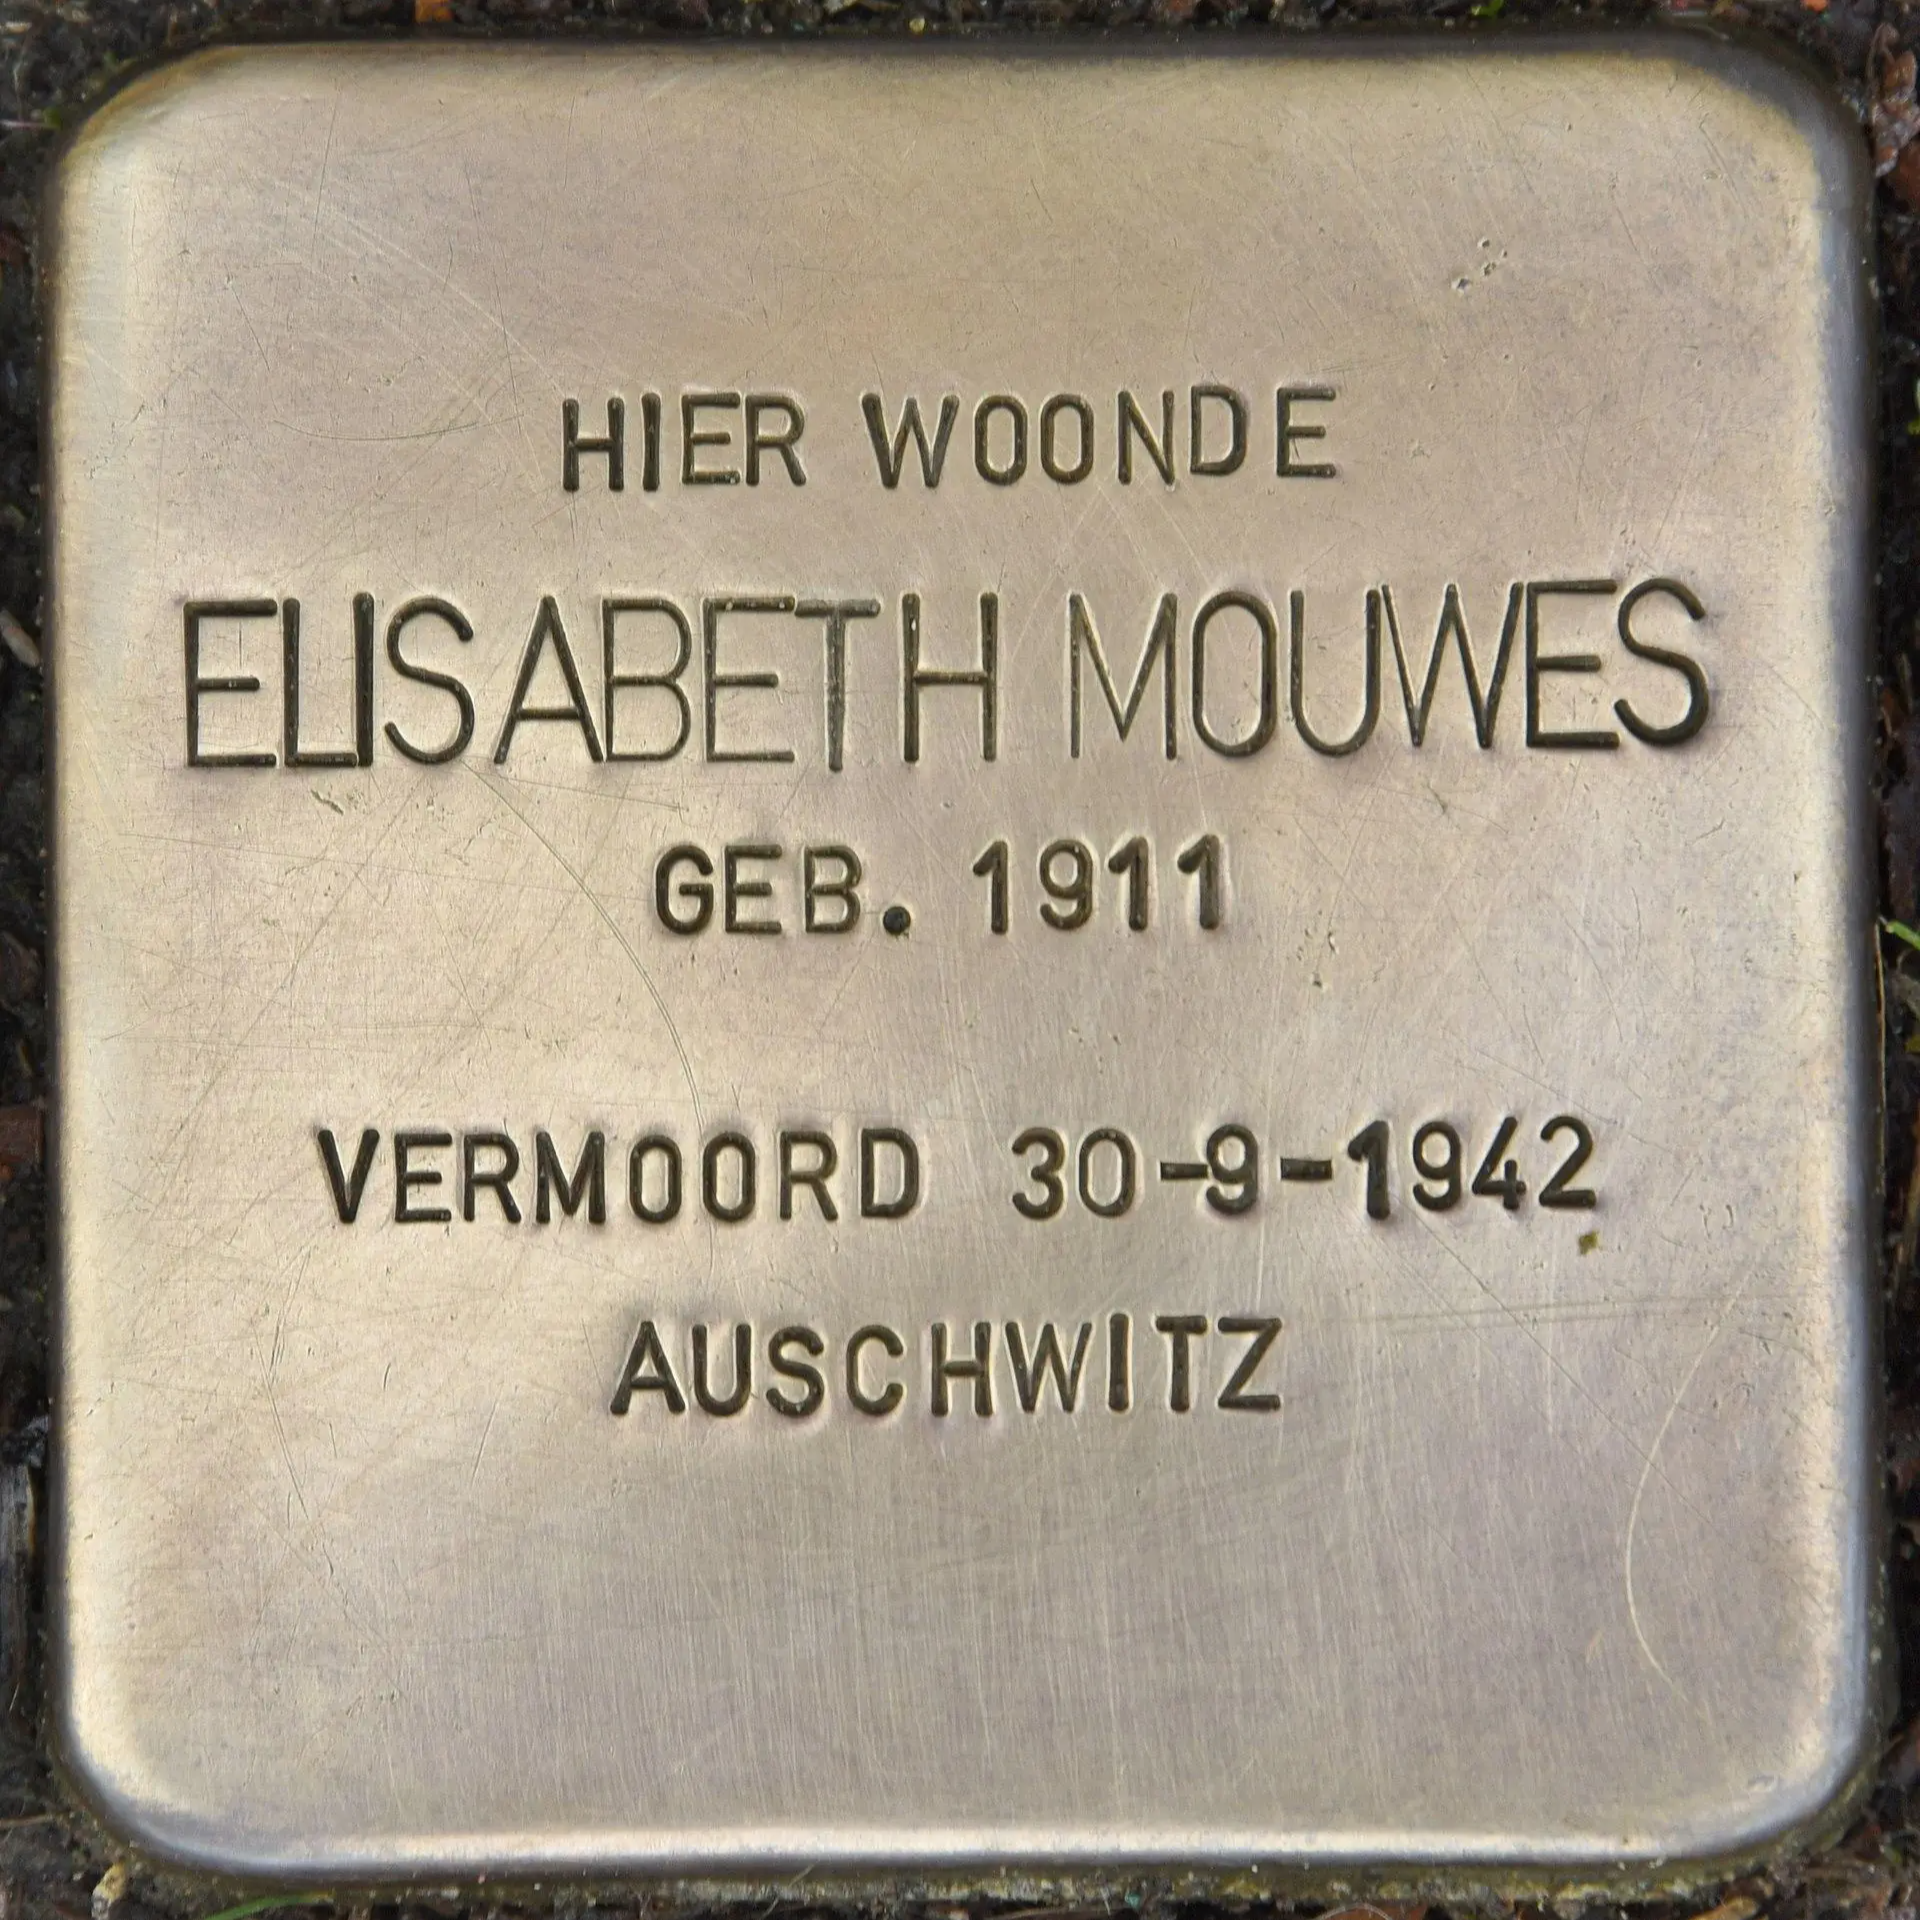 HIER WOONDE
ELISABETH MOUWES
GEB. 1911
VERMOORD 30-9-1942
AUSCHWITZ